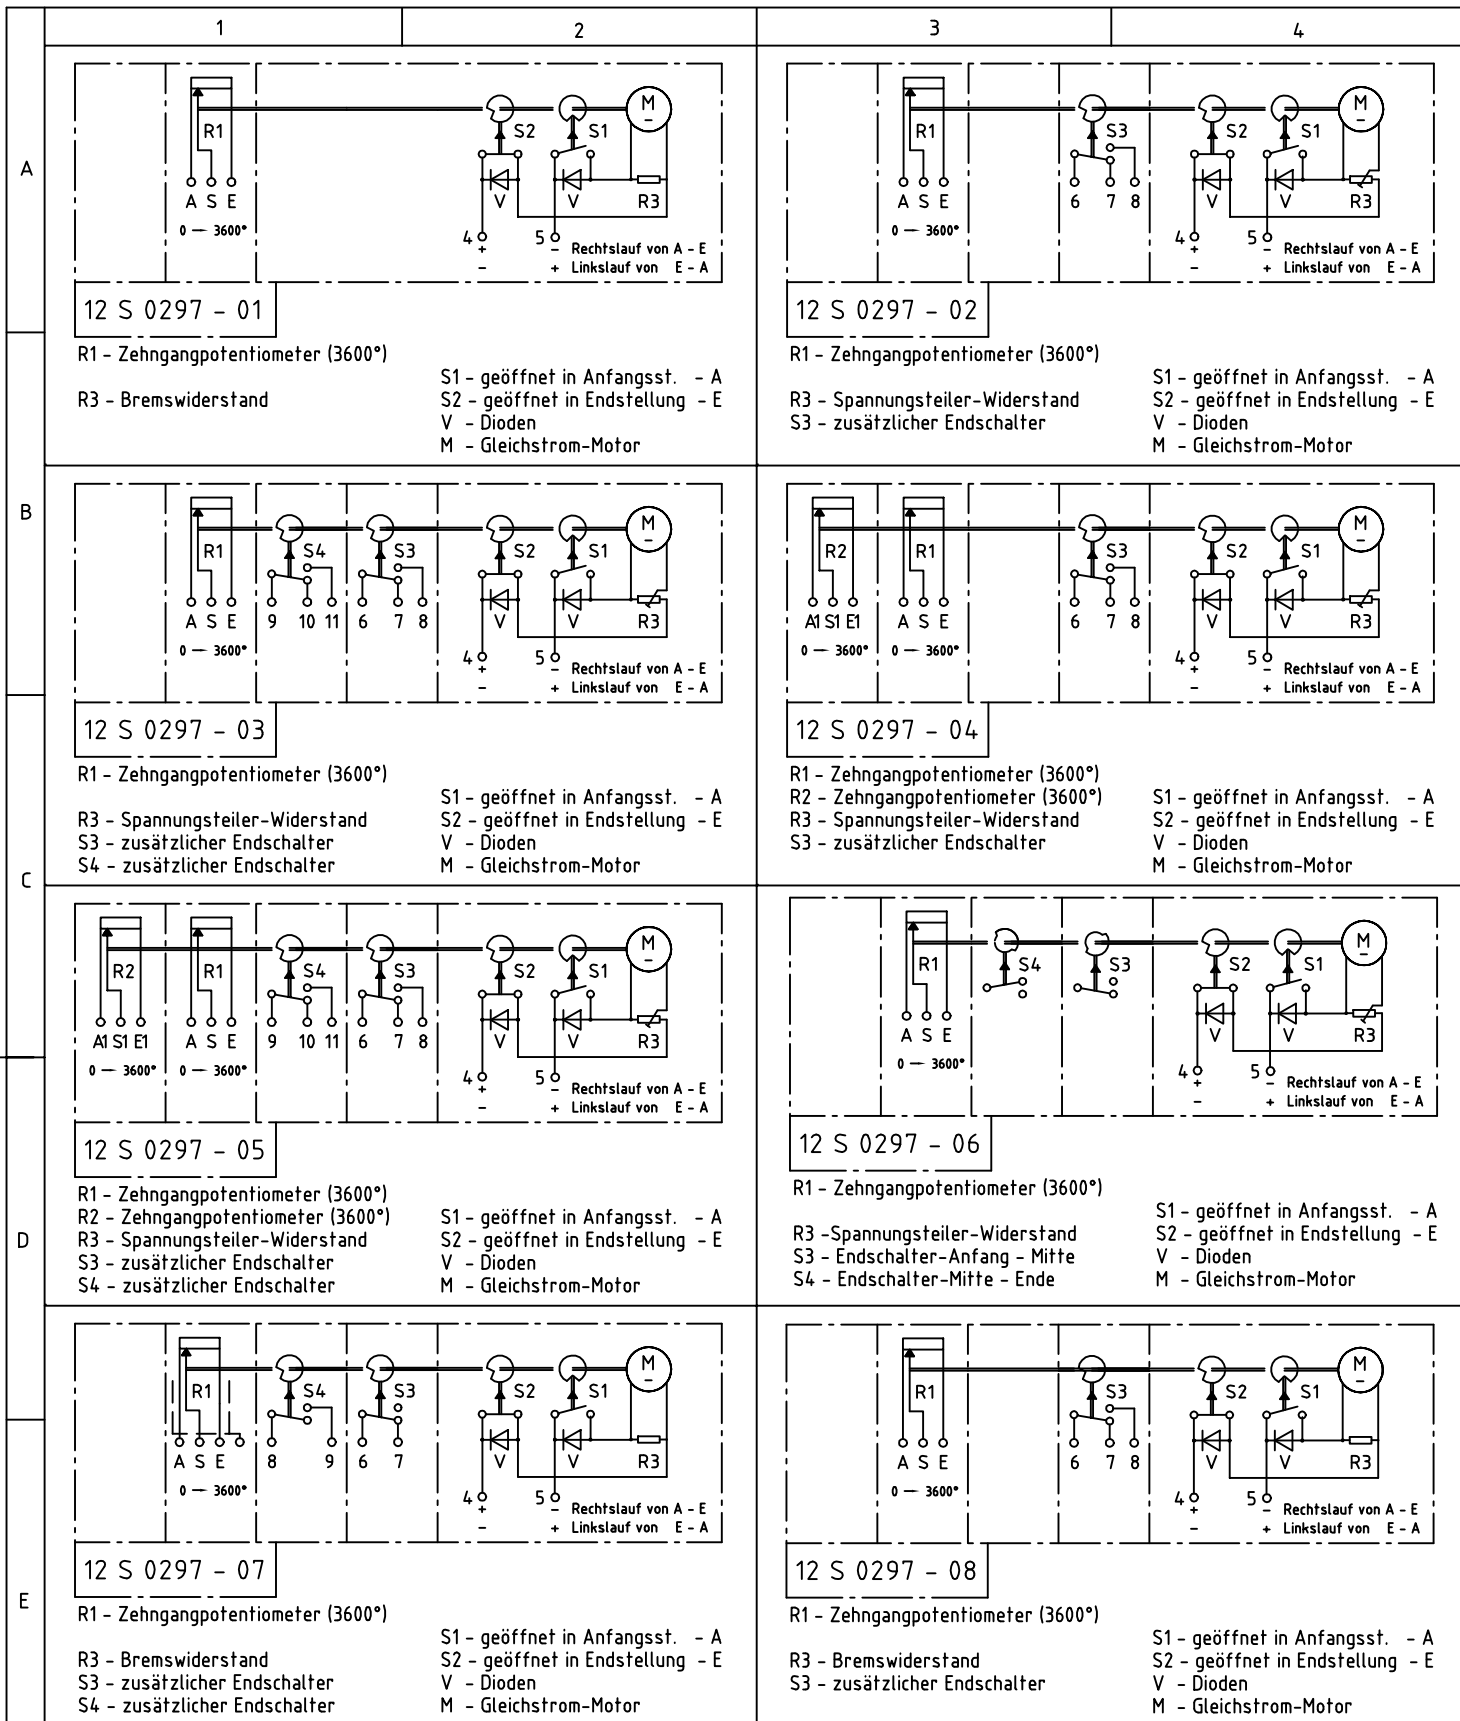 1 2 3 4
A
B
C
D
E
R1 S2 S1 M
-
A S E V V R3
0 — 3600°
4 + 5 - Rechtslauf von A - E
- + Linkslauf von E - A
12 S 0297 - 01
R1 - Zehngangpotentiometer (3600°)
R3 - Bremswiderstand
S1 - geöffnet in Anfangsst. - A
S2 - geöffnet in Endstellung - E
V - Dioden
M - Gleichstrom-Motor
R1 S3 S2 S1 M
-
A S E 6 7 8 V V R3
0 — 3600°
4 + 5 - Rechtslauf von A - E
- + Linkslauf von E - A
12 S 0297 - 02
R1 - Zehngangpotentiometer (3600°)
R3 - Spannungsteiler-Widerstand
S3 - zusätzlicher Endschalter
S1 - geöffnet in Anfangsst. - A
S2 - geöffnet in Endstellung - E
V - Dioden
M - Gleichstrom-Motor
R1 S4 S3 S2 S1 M
-
A S E 9 10 11 6 7 8 V V R3
0 — 3600°
4 + 5 - Rechtslauf von A - E
- + Linkslauf von E - A
12 S 0297 - 03
R1 - Zehngangpotentiometer (3600°)
R3 - Spannungsteiler-Widerstand
S3 - zusätzlicher Endschalter
S4 - zusätzlicher Endschalter
S1 - geöffnet in Anfangsst. - A
S2 - geöffnet in Endstellung - E
V - Dioden
M - Gleichstrom-Motor
R2 R1 S3 S2 S1 M
-
A1 S1 E1 A S E 6 7 8 V V R3
0 — 3600° 0 — 3600°
4 + 5 - Rechtslauf von A - E
- + Linkslauf von E - A
12 S 0297 - 04
R1 - Zehngangpotentiometer (3600°)
R2 - Zehngangpotentiometer (3600°)
R3 - Spannungsteiler-Widerstand
S3 - zusätzlicher Endschalter
S1 - geöffnet in Anfangsst. - A
S2 - geöffnet in Endstellung - E
V - Dioden
M - Gleichstrom-Motor
R2 R1 S4 S3 S2 S1 M
-
A1 S1 E1 A S E 9 10 11 6 7 8 V V R3
0 — 3600° 0 — 3600°
4 + 5 - Rechtslauf von A - E
- + Linkslauf von E - A
12 S 0297 - 05
R1 - Zehngangpotentiometer (3600°)
R2 - Zehngangpotentiometer (3600°)
R3 - Spannungsteiler-Widerstand
S3 - zusätzlicher Endschalter
S4 - zusätzlicher Endschalter
S1 - geöffnet in Anfangsst. - A
S2 - geöffnet in Endstellung - E
V - Dioden
M - Gleichstrom-Motor
R1 S4 S3 S2 S1 M
-
A S E V V R3
0 — 3600°
4 + 5 - Rechtslauf von A - E
- + Linkslauf von E - A
12 S 0297 - 06
R1 - Zehngangpotentiometer (3600°)
R3 -Spannungsteiler-Widerstand
S3 - Endschalter-Anfang - Mitte
S4 - Endschalter-Mitte - Ende
S1 - geöffnet in Anfangsst. - A
S2 - geöffnet in Endstellung - E
V - Dioden
M - Gleichstrom-Motor
R1 S4 S3 S2 S1 M
-
A S E 8 9 6 7 V V R3
0 — 3600°
4 + 5 - Rechtslauf von A - E
- + Linkslauf von E - A
12 S 0297 - 07
R1 - Zehngangpotentiometer (3600°)
R3 - Bremswiderstand
S3 - zusätzlicher Endschalter
S4 - zusätzlicher Endschalter
S1 - geöffnet in Anfangsst. - A
S2 - geöffnet in Endstellung - E
V - Dioden
M - Gleichstrom-Motor
R1 S3 S2 S1 M
-
A S E 6 7 8 V V R3
0 — 3600°
4 + 5 - Rechtslauf von A - E
- + Linkslauf von E - A
12 S 0297 - 08
R1 - Zehngangpotentiometer (3600°)
R3 - Bremswiderstand
S3 - zusätzlicher Endschalter
S1 - geöffnet in Anfangsst. - A
S2 - geöffnet in Endstellung - E
V - Dioden
M - Gleichstrom-Motor